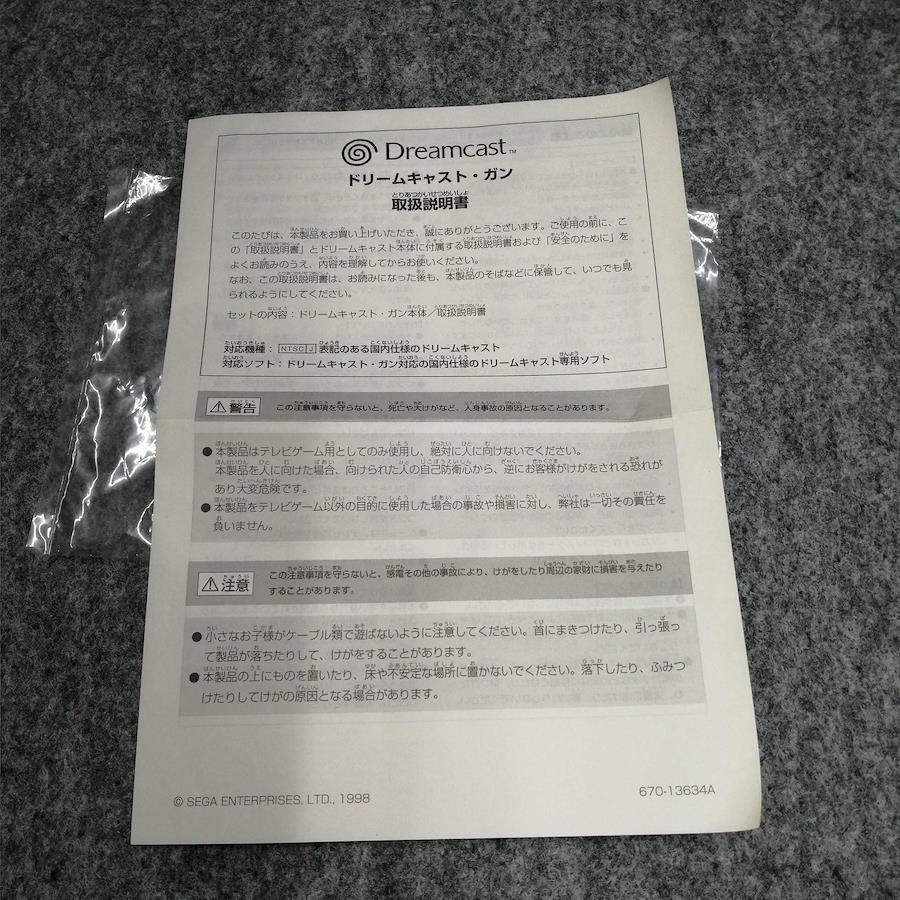 Dreamcast™
ドリームキャスト・ガン
取扱説明書
このたびは、本製品をお買い上げいただき、誠にありがとうございます。ご使用の前に、こ
の「取扱説明書」とドリームキャスト本体に付属する取扱説明書および「安全のために」を
よくお読みのうえ、内容を理解してからお使いください。
なお、この取扱説明書は、お読みになった後も、本製品のそばなどに保管して、いつでも見
られるようにしてください。
セットの内容：ドリームキャスト・ガン本体／取扱説明書
対応機種： NTSC J 表記のある国内仕様のドリームキャスト
対応ソフト：ドリームキャスト・ガン対応の国内仕様のドリームキャスト専用ソフト
警告 この注意事項を守らないと、死亡や大けがなど、人身事故の原因となることがあります。
●本製品はテレビゲーム用としてのみ使用し、絶対に人に向けないでください。
本製品を人に向けた場合、向けられた人の自己防衛心から、逆にお客様がけがをされる恐れが
あり大変危険です。
●本製品をテレビゲーム以外の目的に使用した場合の事故や損害に対し、弊社は一切その責任を
負いません。
注意 この注意事項を守らないと、感電その他の事故により、けがをしたり周辺の家財に損害を与えたり
することがあります。
●小さなお子様がケーブル類で遊ばないように注意してください。首にまきつけたり、引っ張っ
て製品が落ちたりして、けがをすることがあります。
●本製品の上にものを置いたり、床や不安定な場所に置かないでください。落下したり、ふみつ
けたりしてけがの原因となる場合があります。
© SEGA ENTERPRISES, LTD., 1998
670-13634A